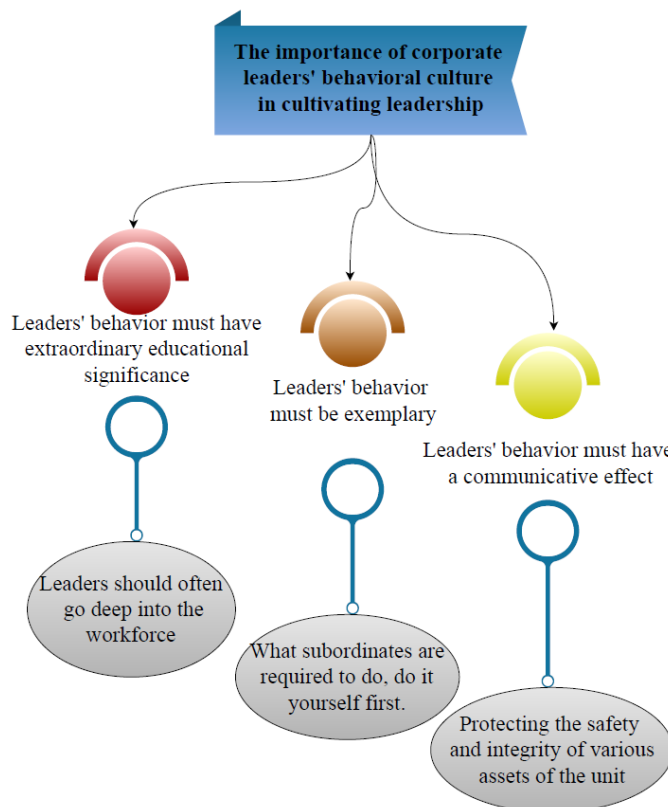 The importance of corporate
leaders' behavioral culture
in cultivating leadership
Leaders' behavior must have
extraordinary educational
significance
Leaders' behavior
must be exemplary
Leaders' behavior must have
a communicative effect
Leaders should often
go deep into the
workforce
What subordinates are
required to do, do it
yourself first.
Protecting the safety
and integrity of various
assets of the unit